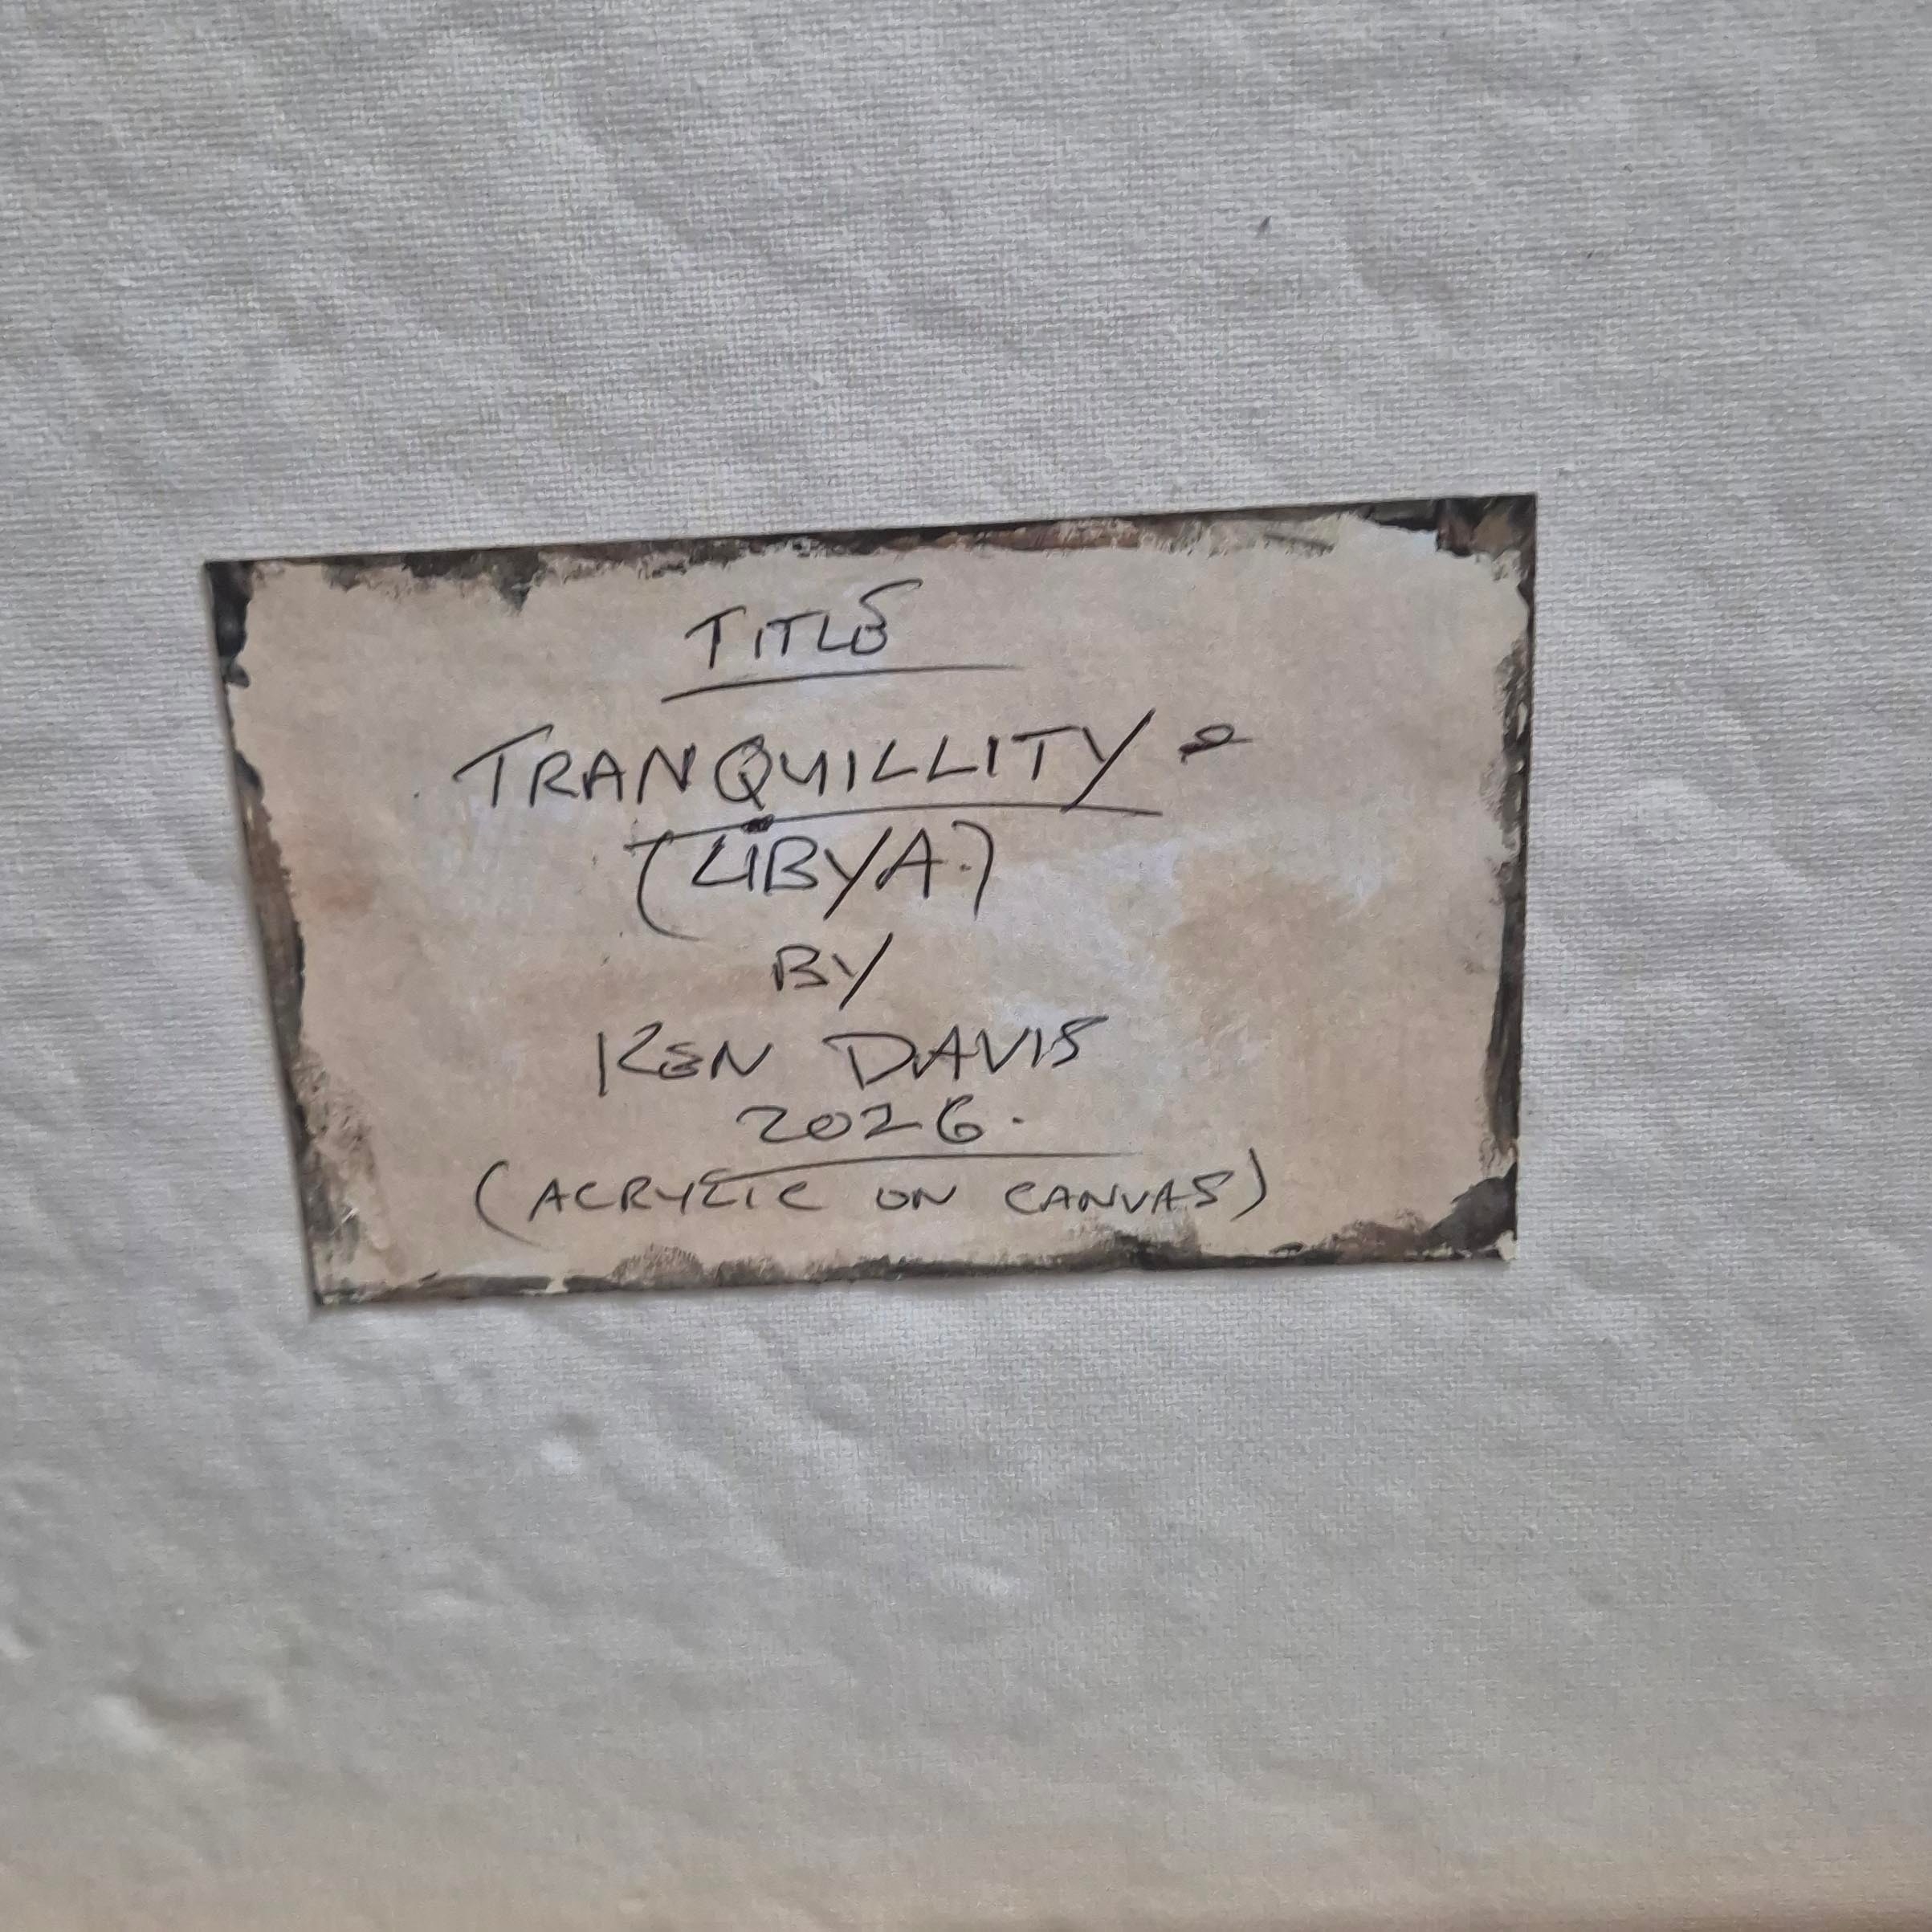 TITLE
TRANQUILLITY
(LIBYA.)
BY
KEN DAVIS
2026.
(ACRYLIC ON CANVAS)